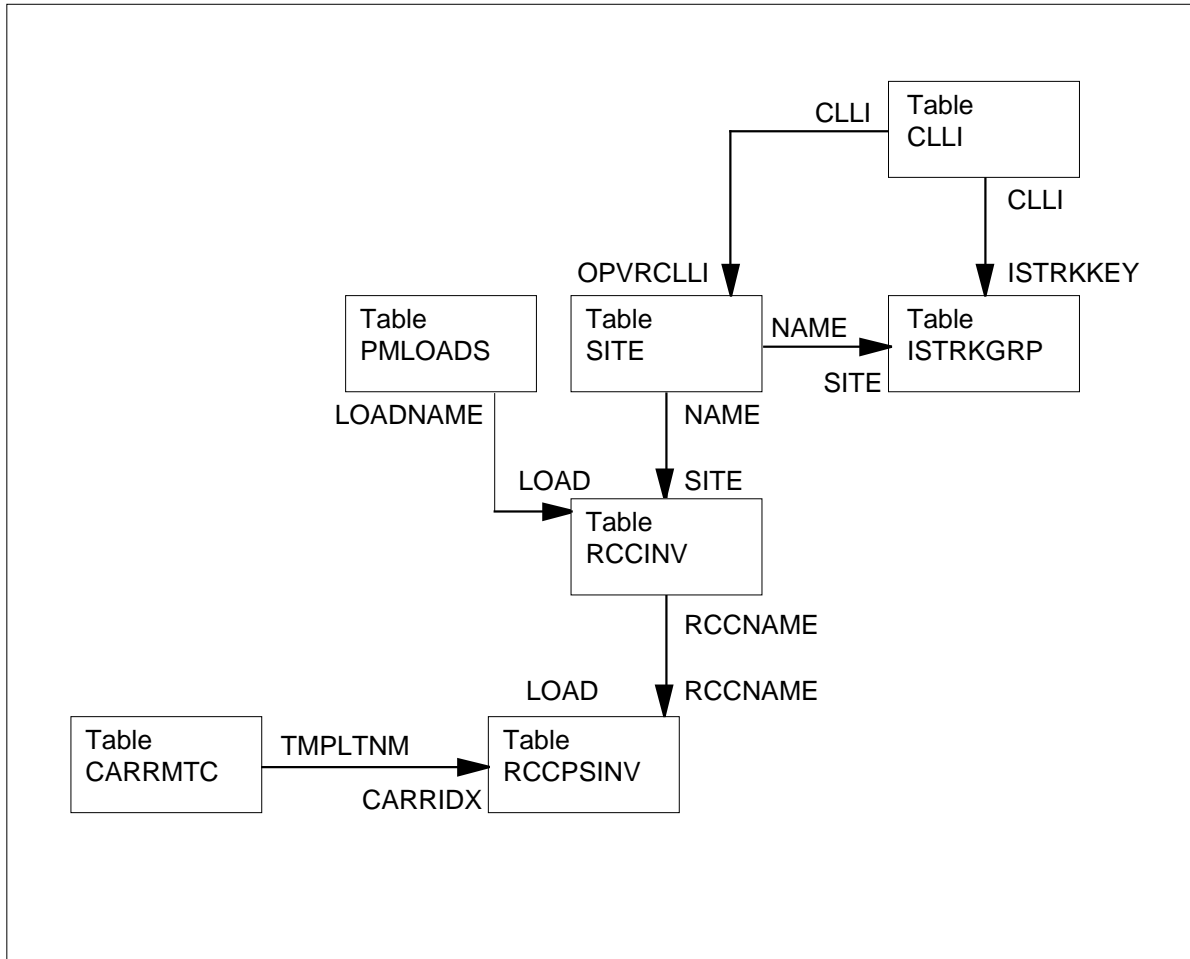 CLLI
Table
CLLI
CLLI
OPVRCLLI
ISTRKKEY
Table
PMLOADS
Table
SITE
NAME
SITE
Table
ISTRKGRP
LOADNAME
NAME
LOAD
SITE
Table
RCCINV
RCCNAME
LOAD
RCCNAME
Table
CARRMTC
TMPLTNM
CARRIDX
Table
RCCPSINV